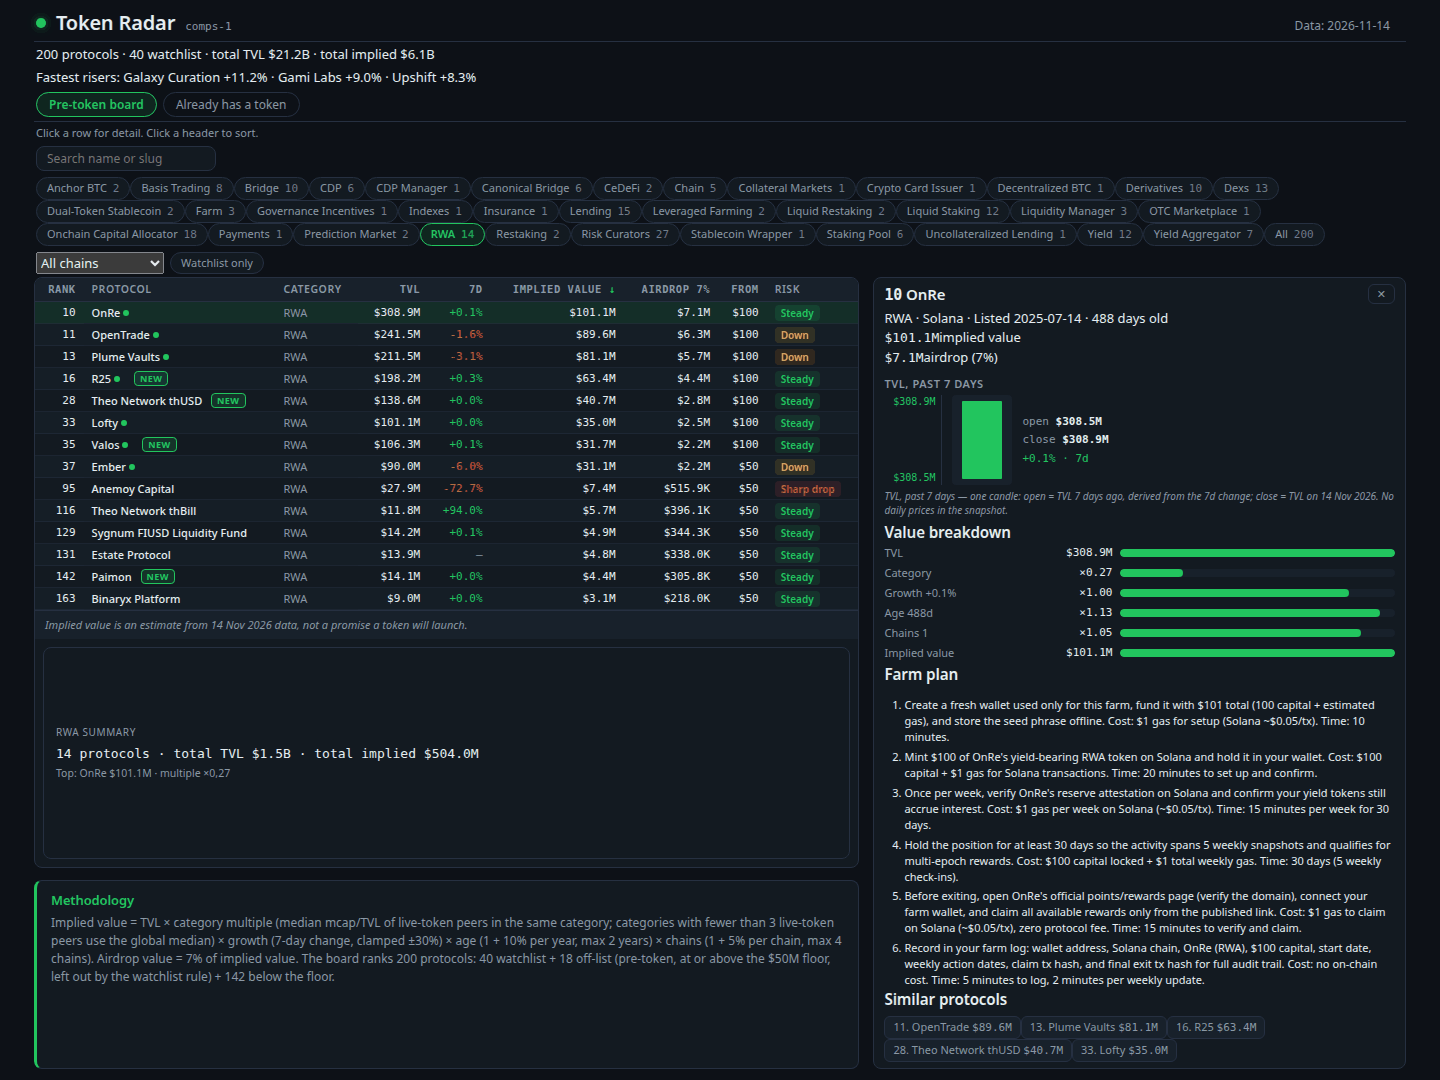 Token Radar comps-1
Data: 2026-11-14
200 protocols · 40 watchlist · total TVL $21.2B · total implied $6.1B
Fastest risers: Galaxy Curation +11.2% · Gami Labs +9.0% · Upshift +8.3%
Pre-token board Already has a token
Click a row for detail. Click a header to sort.
Search name or slug
Anchor BTC 2 Basis Trading 8 Bridge 10 CDP 6 CDP Manager 1 Canonical Bridge 6 CeDeFi 2 Chain 5 Collateral Markets 1 Crypto Card Issuer 1 Decentralized BTC 1 Derivatives 10 Dexs 13
Dual-Token Stablecoin 2 Farm 3 Governance Incentives 1 Indexes 1 Insurance 1 Lending 15 Leveraged Farming 2 Liquid Restaking 2 Liquid Staking 12 Liquidity Manager 3 OTC Marketplace 1
Onchain Capital Allocator 18 Payments 1 Prediction Market 2 RWA 14 Restaking 2 Risk Curators 27 Stablecoin Wrapper 1 Staking Pool 6 Uncollateralized Lending 1 Yield 12 Yield Aggregator 7 All 200
All chains Watchlist only
RANK PROTOCOL CATEGORY TVL 7D IMPLIED VALUE ↓ AIRDROP 7% FROM RISK
10 OnRe RWA $308.9M +0.1% $101.1M $7.1M $100 Steady
11 OpenTrade RWA $241.5M -1.6% $89.6M $6.3M $100 Down
13 Plume Vaults RWA $211.5M -3.1% $81.1M $5.7M $100 Down
16 R25 NEW RWA $198.2M +0.3% $63.4M $4.4M $100 Steady
28 Theo Network thUSD NEW RWA $138.6M +0.0% $40.7M $2.8M $100 Steady
33 Lofty RWA $101.1M +0.0% $35.0M $2.5M $100 Steady
35 Valos NEW RWA $106.3M +0.1% $31.7M $2.2M $100 Steady
37 Ember RWA $90.0M -6.0% $31.1M $2.2M $50 Down
95 Anemoy Capital RWA $27.9M -72.7% $7.4M $515.9K $50 Sharp drop
116 Theo Network thBill RWA $11.8M +94.0% $5.7M $396.1K $50 Steady
129 Sygnum FIUSD Liquidity Fund RWA $14.2M +0.1% $4.9M $344.3K $50 Steady
131 Estate Protocol RWA $13.9M – $4.8M $338.0K $50 Steady
142 Paimon NEW RWA $14.1M +0.0% $4.4M $305.8K $50 Steady
163 Binaryx Platform RWA $9.0M +0.0% $3.1M $218.0K $50 Steady
Implied value is an estimate from 14 Nov 2026 data, not a promise a token will launch.
RWA SUMMARY
14 protocols · total TVL $1.5B · total implied $504.0M
Top: OnRe $101.1M · multiple ×0,27
Methodology
Implied value = TVL × category multiple (median mcap/TVL of live-token peers in the same category; categories with fewer than 3 live-token
peers use the global median) × growth (7-day change, clamped ±30%) × age (1 + 10% per year, max 2 years) × chains (1 + 5% per chain, max 4
chains). Airdrop value = 7% of implied value. The board ranks 200 protocols: 40 watchlist + 18 off-list (pre-token, at or above the $50M floor,
left out by the watchlist rule) + 142 below the floor.
10 OnRe ×
RWA · Solana · Listed 2025-07-14 · 488 days old
$101.1Mimplied value
$7.1Mairdrop (7%)
TVL, PAST 7 DAYS
$308.9M
open $308.5M
close $308.9M
+0.1% · 7d
$308.5M
TVL, past 7 days — one candle: open = TVL 7 days ago, derived from the 7d change; close = TVL on 14 Nov 2026. No
daily prices in the snapshot.
Value breakdown
TVL $308.9M
Category ×0.27
Growth +0.1% ×1.00
Age 488d ×1.13
Chains 1 ×1.05
Implied value $101.1M
Farm plan
1. Create a fresh wallet used only for this farm, fund it with $101 total (100 capital + estimated
gas), and store the seed phrase offline. Cost: $1 gas for setup (Solana ~$0.05/tx). Time: 10
minutes.
2. Mint $100 of OnRe's yield-bearing RWA token on Solana and hold it in your wallet. Cost: $100
capital + $1 gas for Solana transactions. Time: 20 minutes to set up and confirm.
3. Once per week, verify OnRe's reserve attestation on Solana and confirm your yield tokens still
accrue interest. Cost: $1 gas per week on Solana (~$0.05/tx). Time: 15 minutes per week for 30
days.
4. Hold the position for at least 30 days so the activity spans 5 weekly snapshots and qualifies for
multi-epoch rewards. Cost: $100 capital locked + $1 total weekly gas. Time: 30 days (5 weekly
check-ins).
5. Before exiting, open OnRe's official points/rewards page (verify the domain), connect your
farm wallet, and claim all available rewards only from the published link. Cost: $1 gas to claim
on Solana (~$0.05/tx), zero protocol fee. Time: 15 minutes to verify and claim.
6. Record in your farm log: wallet address, Solana chain, OnRe (RWA), $100 capital, start date,
weekly action dates, claim tx hash, and final exit tx hash for full audit trail. Cost: no on-chain
cost. Time: 5 minutes to log, 2 minutes per weekly update.
Similar protocols
11. OpenTrade $89.6M 13. Plume Vaults $81.1M 16. R25 $63.4M
28. Theo Network thUSD $40.7M 33. Lofty $35.0M